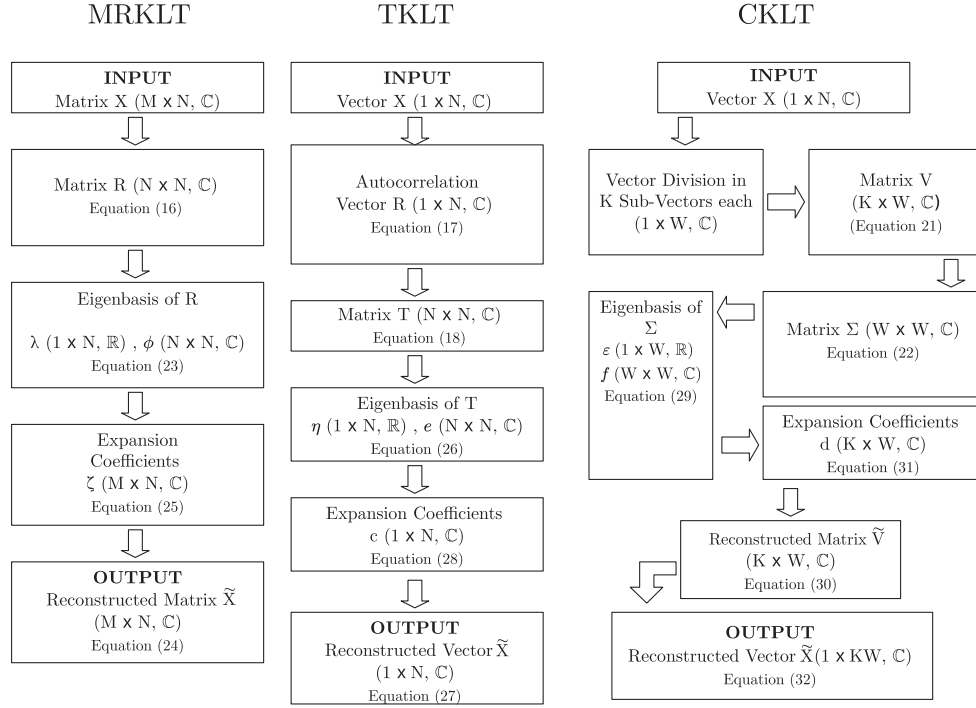 MRKLT
INPUT
Matrix X (M x N, ℂ)
Matrix R (N x N, ℂ)
Equation (16)
Eigenbasis of R
λ (1 x N, ℝ) , ϕ (N x N, ℂ)
Equation (23)
Expansion
Coefficients
ζ (M x N, ℂ)
Equation (25)
OUTPUT
Reconstructed Matrix X̃
(M x N, ℂ)
Equation (24)
TKLT
INPUT
Vector X (1 x N, ℂ)
Autocorrelation
Vector R (1 x N, ℂ)
Equation (17)
Matrix T (N x N, ℂ)
Equation (18)
Eigenbasis of T
η (1 x N, ℝ) , e (N x N, ℂ)
Equation (26)
Expansion Coefficients
c (1 x N, ℂ)
Equation (28)
OUTPUT
Reconstructed Vector X̃
(1 x N, ℂ)
Equation (27)
CKLT
INPUT
Vector X (1 x N, ℂ)
Vector Division in
K Sub-Vectors each
(1 x W, ℂ)
Matrix V
(K x W, ℂ)
(Equation 21)
Matrix Σ (W x W, ℂ)
Equation (22)
Eigenbasis of
Σ
ε (1 x W, ℝ)
f (W x W, ℂ)
Equation (29)
Expansion Coefficients
d (K x W, ℂ)
Equation (31)
Reconstructed Matrix Ṽ
(K x W, ℂ)
Equation (30)
OUTPUT
Reconstructed Vector X̃(1 x KW, ℂ)
Equation (32)